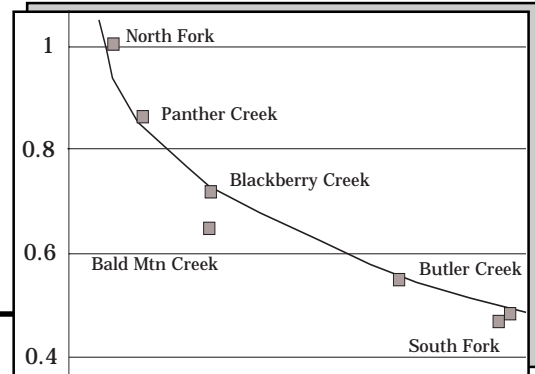 1
North Fork
Panther Creek
0.8
Blackberry Creek
0.6
Bald Mtn Creek
Butler Creek
South Fork
0.4